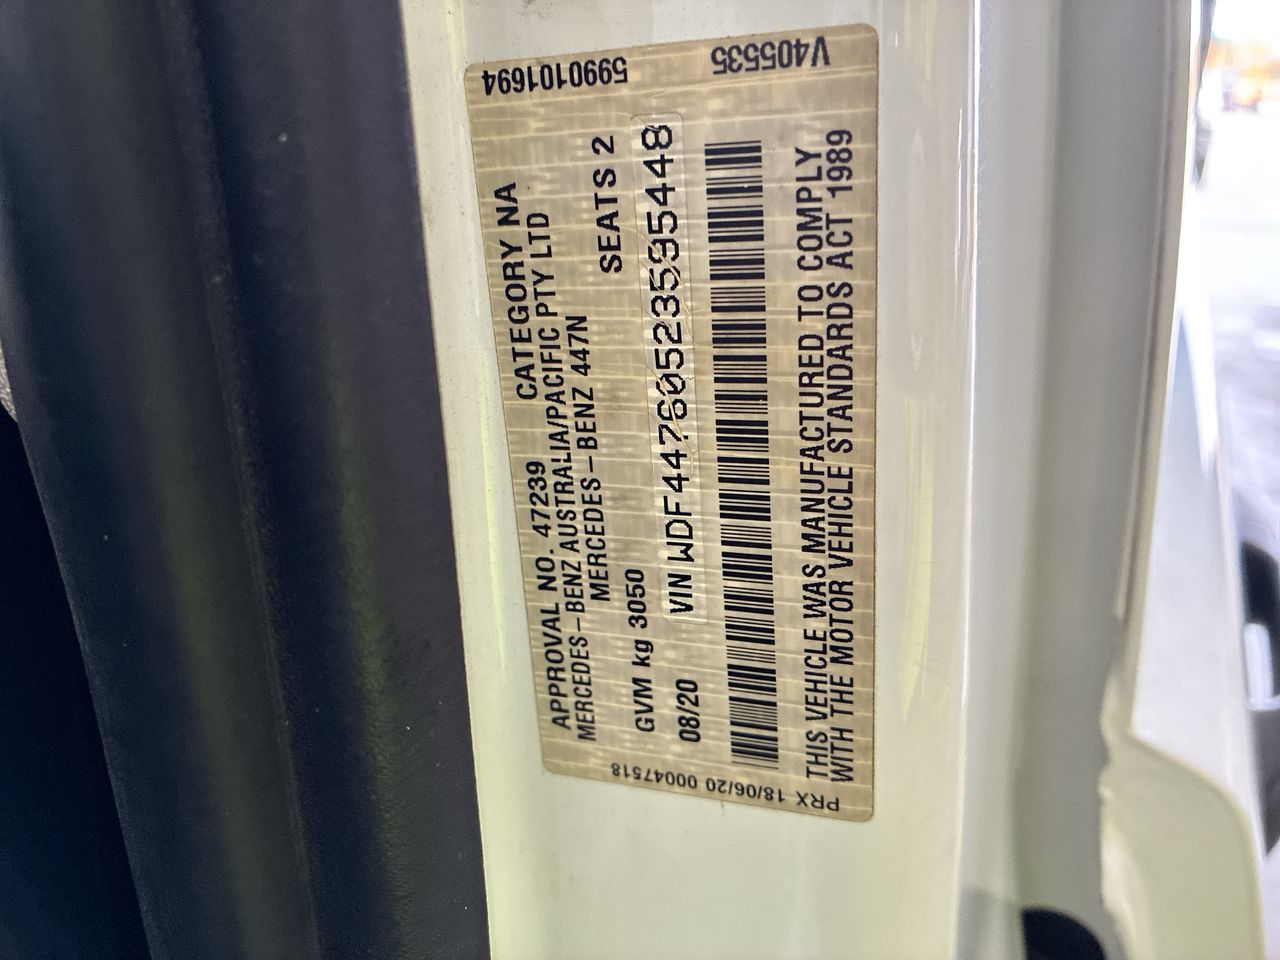 5990101694
V405535
APPROVAL NO. 47239 CATEGORY NA
MERCEDES-BENZ AUSTRALIA/PACIFIC PTY LTD
MERCEDES-BENZ 447N
GVM kg 3050 SEATS 2
08/20 VIN WDF44760523595448
THIS VEHICLE WAS MANUFACTURED TO COMPLY
WITH THE MOTOR VEHICLE STANDARDS ACT 1989
PRX 18/06/20 00047518